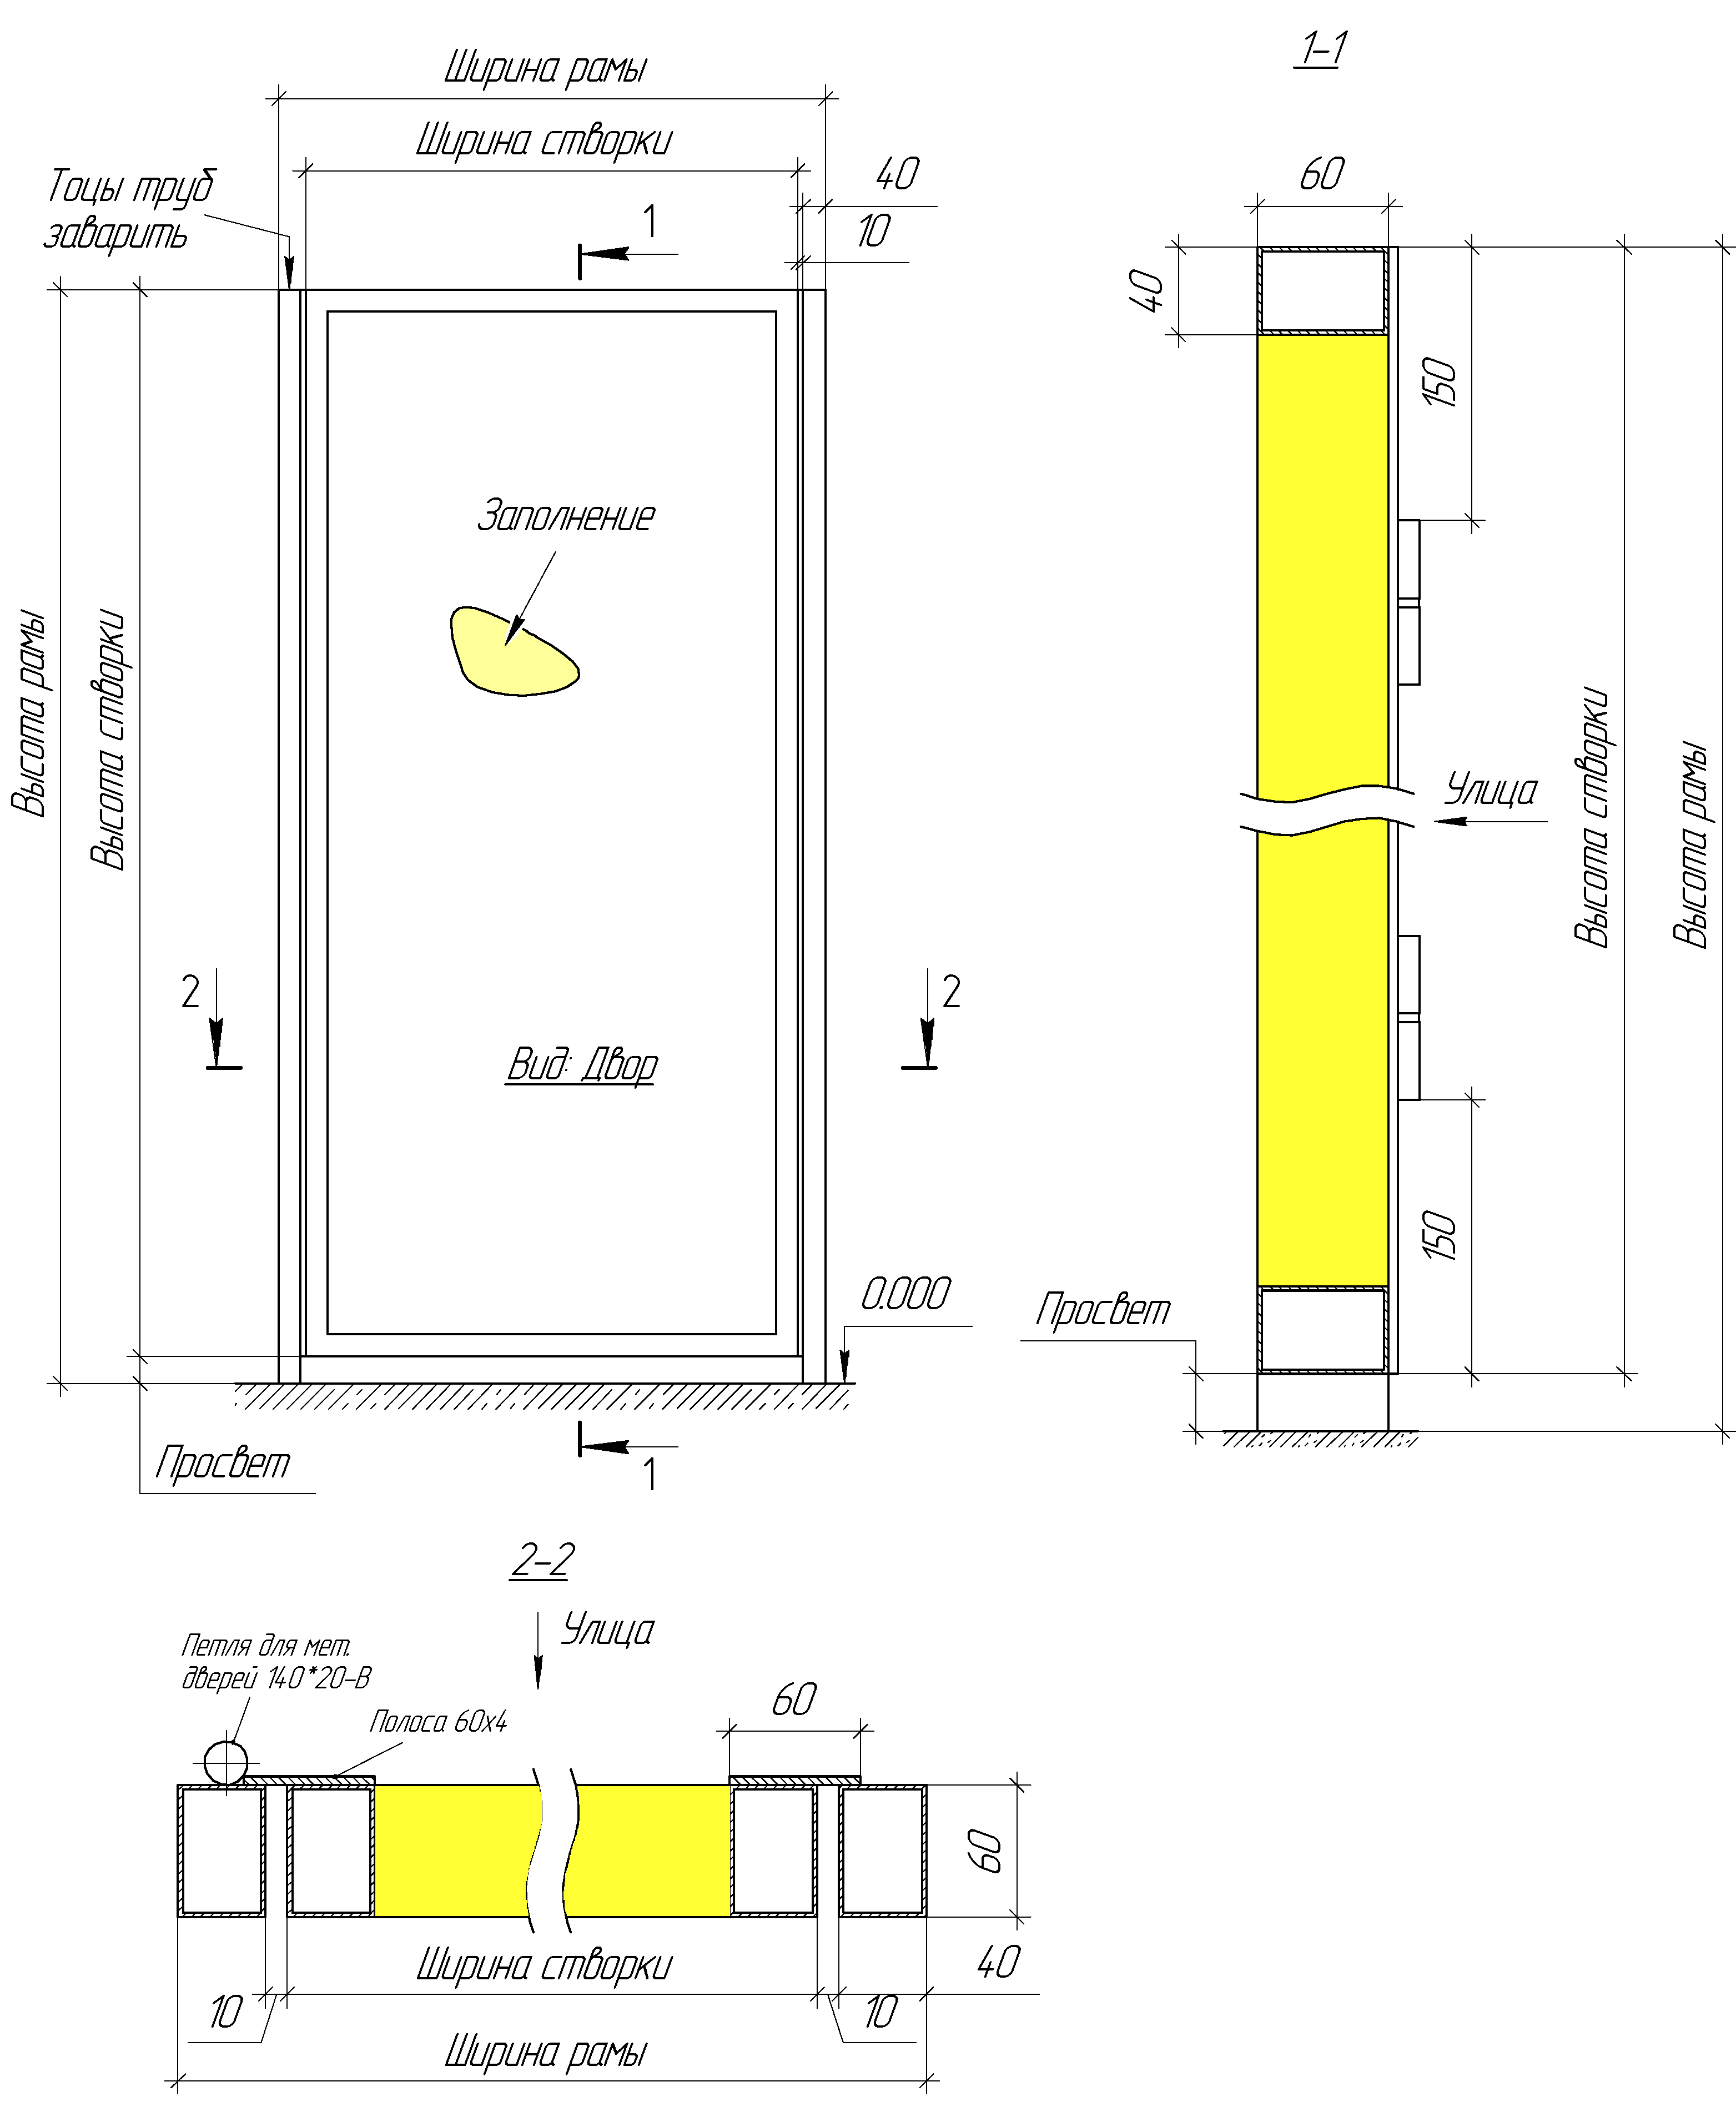 Ширина рамы
Ширина створки
Тоцы труб
заварить
40
10
1
Заполнение
Высота рамы
Высота створки
2
2
Вид: Двор
0.000
Просвет
1
1-1
60
40
150
Улица
Высота створки
Высота рамы
150
Просвет
2-2
Улица
Петля для мет.
дверей 140*20-В
Полоса 60х4
60
60
Ширина створки
40
10
10
Ширина рамы